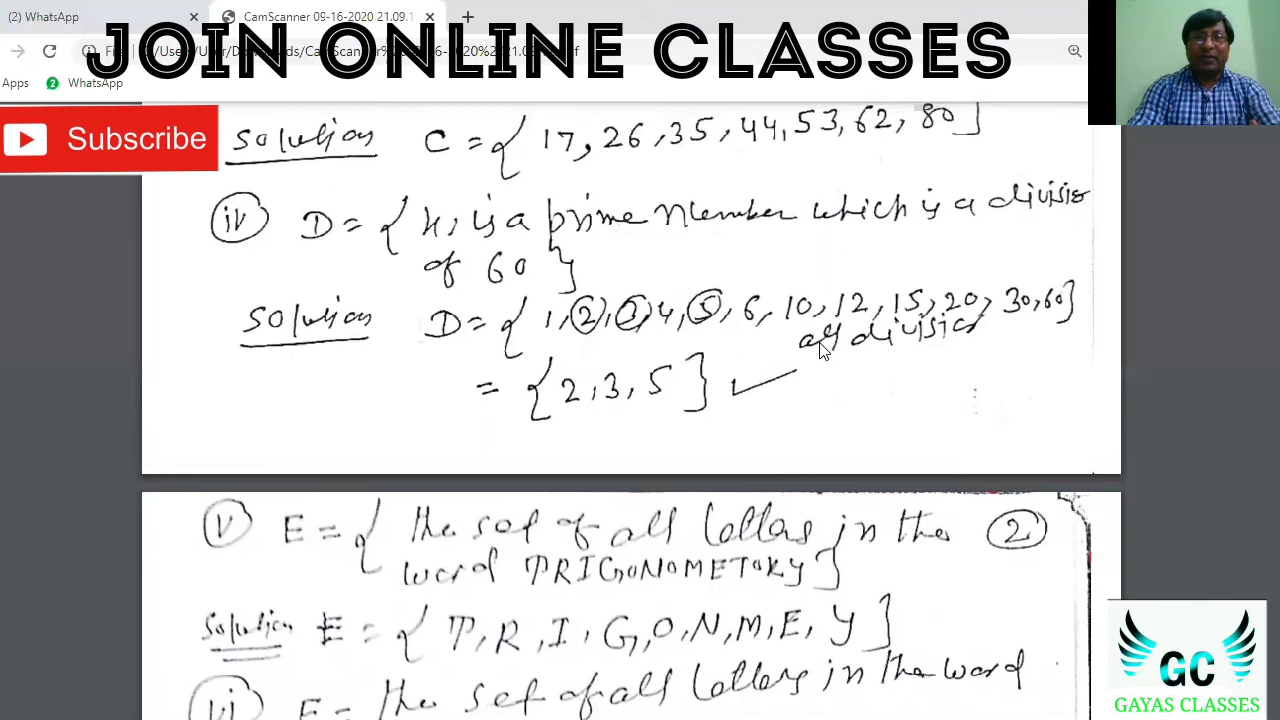 (2) WhatsApp
CamScanner 09-16-2020 21.09.1
JOIN ONLINE CLASSES
Apps WhatsApp
Subscribe
Solution C = { 17, 26, 35, 44, 53, 62, 80}
iv D = { x, is a prime number which is a divisio
of 60 }
Solution D = { 1, 2, 3, 4, 5, 6, 10, 12, 15, 20, 30, 60}
all divisior
= { 2, 3, 5 } ✓
v E = { the set of all letters in the 2
word TRIGONOMETORY }
Solution E = { T, R, I, G, O, N, M, E, Y }
vi F = the set of all letters in the word
GC
GAYAS CLASSES